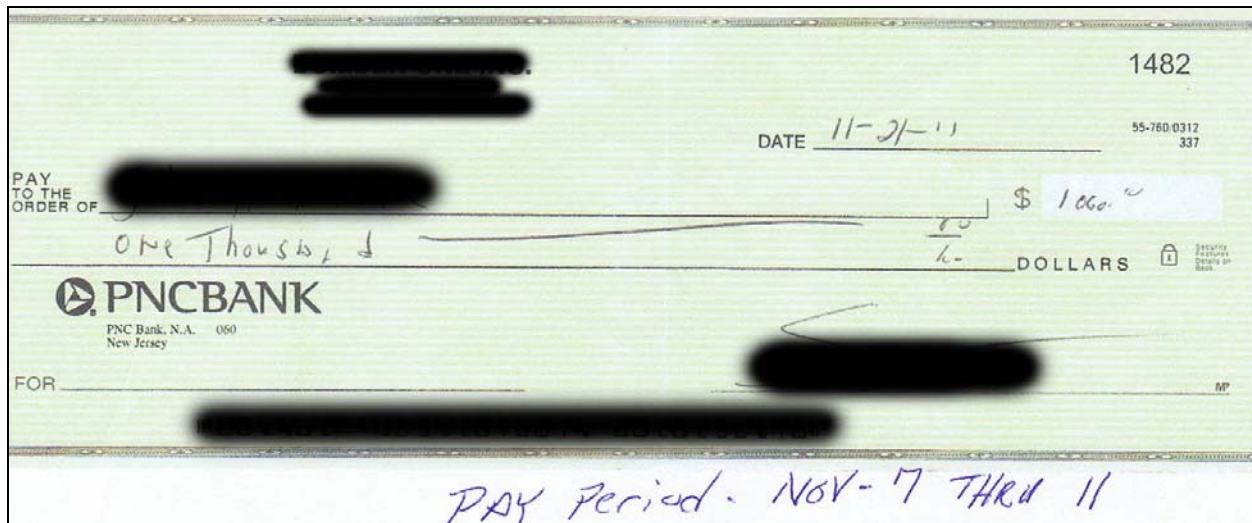 1482
DATE 11-21-11
55-760/0312
337
PAY
TO THE
ORDER OF
$ 1000.00
One Thousand
DOLLARS
Security
Features
Details on
Back.
PNCBANK
PNC Bank, N.A. 060
New Jersey
FOR
MP
PAY Period - NOV - 7 THRU 11